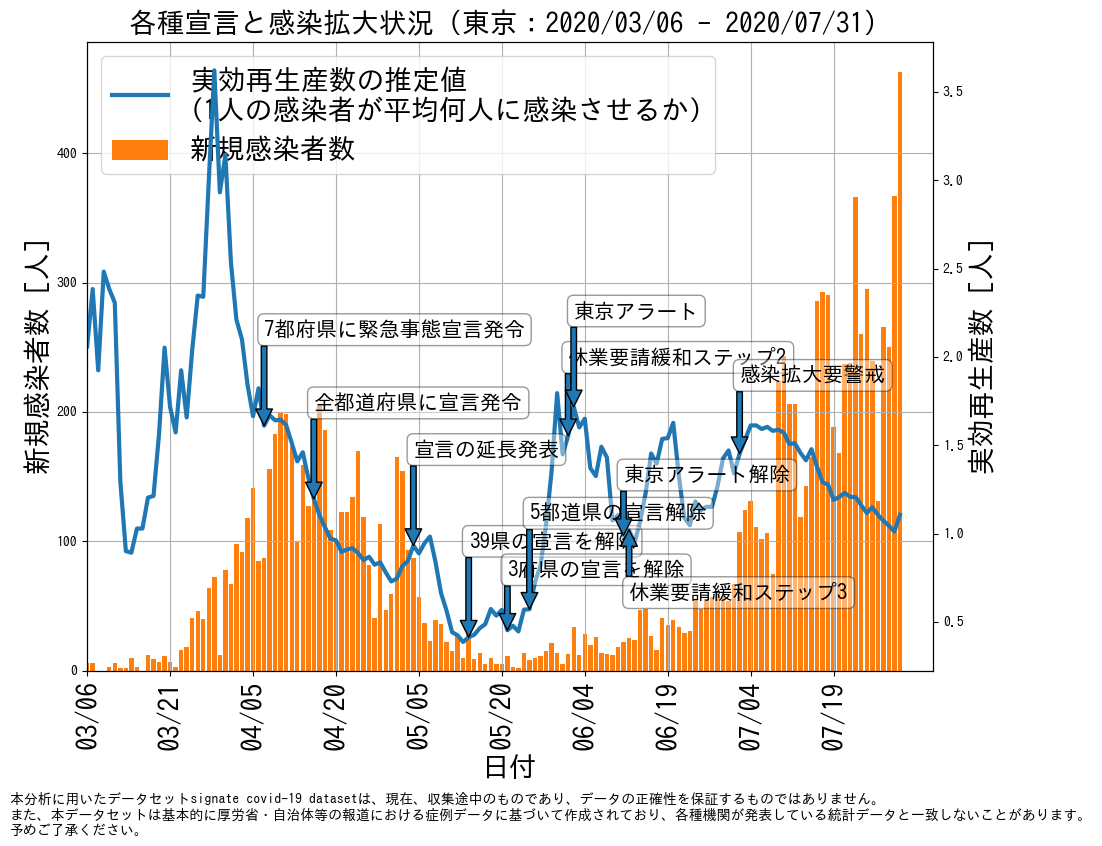 各種宣言と感染拡大状況 (東京：2020/03/06 - 2020/07/31)
実効再生産数の推定値
(1人の感染者が平均何人に感染させるか)
新規感染者数
新規感染者数 [人]
400
300
200
100
0
実効再生産数 [人]
3.5
3.0
2.5
2.0
1.5
1.0
0.5
東京アラート
7都府県に緊急事態宣言発令
休業要請緩和ステップ2
感染拡大要警戒
全都道府県に宣言発令
宣言の延長発表
東京アラート解除
5都道県の宣言解除
39県の宣言を解除
3府県の宣言を解除
休業要請緩和ステップ3
03/06
03/21
04/05
04/20
05/05
05/20
06/04
06/19
07/04
07/19
日付
本分析に用いたデータセットsignate covid-19 datasetは、現在、収集途中のものであり、データの正確性を保証するものではありません。
また、本データセットは基本的に厚労省・自治体等の報道における症例データに基づいて作成されており、各種機関が発表している統計データと一致しないことがあります。
予めご了承ください。